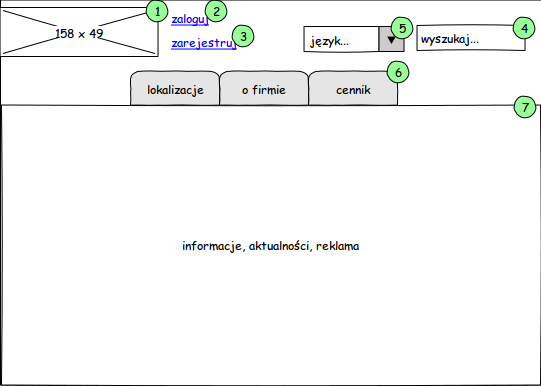 158 x 49
1
zaloguj
2
zarejestruj
3
język...
5
wyszukaj...
4
lokalizacje
o firmie
cennik
6
7
informacje, aktualności, reklama